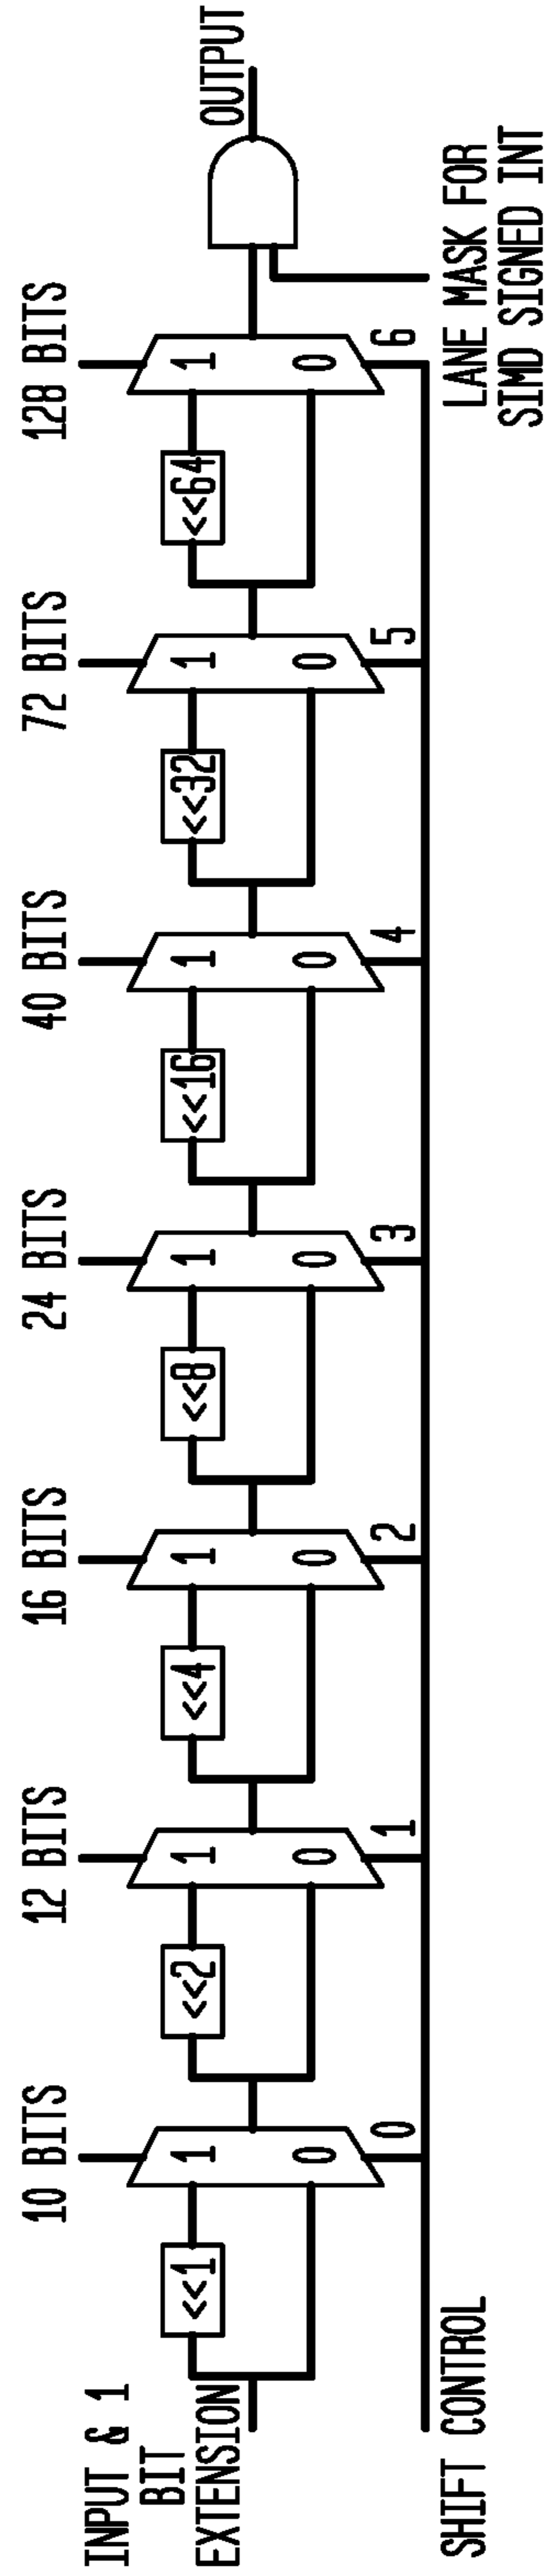 INPUT & 1
BIT
EXTENSION
<<1
10 BITS
1
0
0
<<2
12 BITS
1
0
1
<<4
16 BITS
1
0
2
<<8
24 BITS
1
0
3
<<16
40 BITS
1
0
4
<<32
72 BITS
1
0
5
<<64
128 BITS
1
0
6
OUTPUT
SHIFT CONTROL
LANE MASK FOR
SIMD SIGNED INT